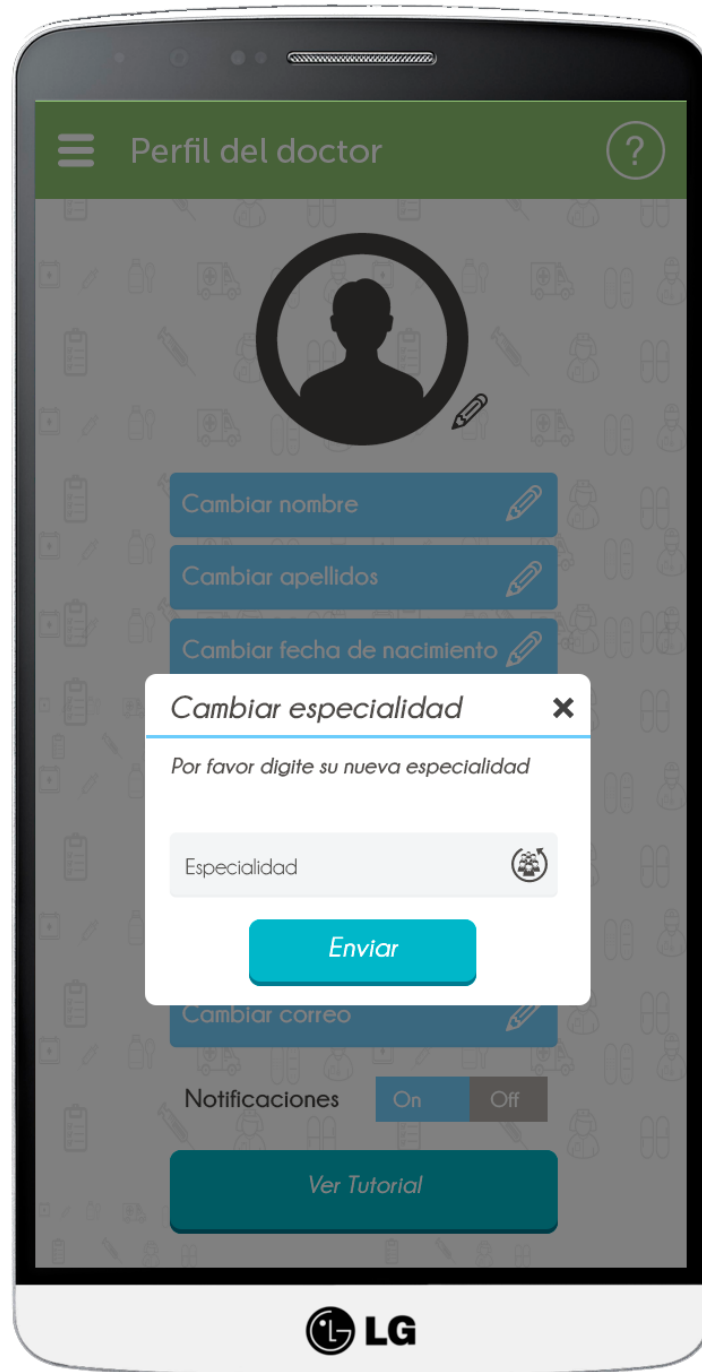 Perfil del doctor
?
Cambiar nombre
Cambiar apellidos
Cambiar fecha de nacimiento
Cambiar especialidad
Por favor digite su nueva especialidad
Especialidad
Enviar
Cambiar correo
Notificaciones On Off
Ver Tutorial
LG